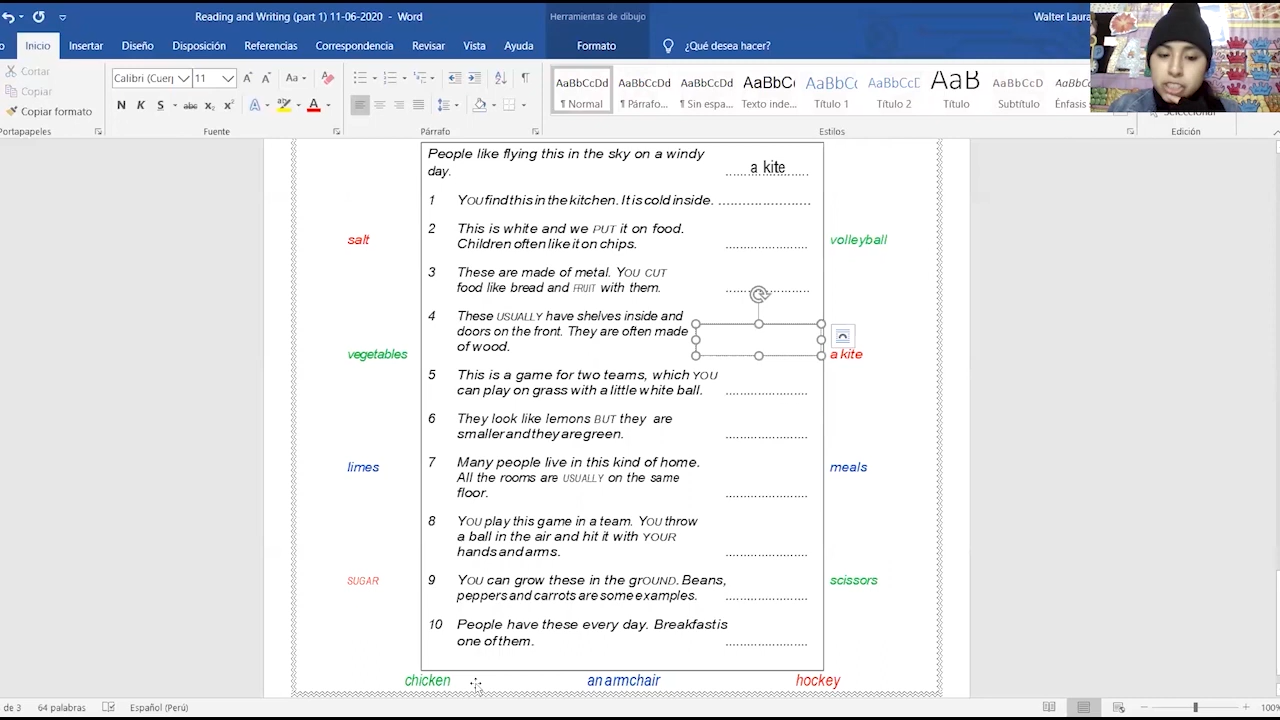 Reading and Writing (part 1) 11-06-2020 - Word
Herramientas de dibujo
Walter Laura
Inicio Insertar Diseño Disposición Referencias Correspondencia Revisar Vista Ayuda Formato ¿Qué desea hacer?
Cortar
Copiar
Copiar formato
Portapapeles
Calibri (Cuerp 11
Fuente
Párrafo
AaBbCcDd AaBbCcDd AaBbCcDd AaBbC AaBbC AaBbCcD AaB AaBbCcD
¶ Normal ¶ Párrafo... ¶ Sin espa... Texto inde... Título 1 Título 2 Título Subtítulo Énfasis
Estilos
Seleccionar
Edición
People like flying this in the sky on a windy
day. a kite
1 YOU find this in the kitchen. It is cold inside.
2 This is white and we PUT it on food.
Children often like it on chips.
salt
volleyball
3 These are made of metal. YOU CUT
food like bread and FRUIT with them.
4 These USUALLY have shelves inside and
doors on the front. They are often made
of wood.
vegetables
a kite
5 This is a game for two teams, which YOU
can play on grass with a little white ball.
6 They look like lemons BUT they are
smaller and they are green.
7 Many people live in this kind of home.
All the rooms are USUALLY on the same
floor.
limes
meals
8 YOU play this game in a team. YOU throw
a ball in the air and hit it with YOUR
hands and arms.
9 YOU can grow these in the grOUND. Beans,
peppers and carrots are some examples.
SUGAR
scissors
10 People have these every day. Breakfast is
one of them.
chicken an armchair hockey
de 3 64 palabras Español (Perú) 100%